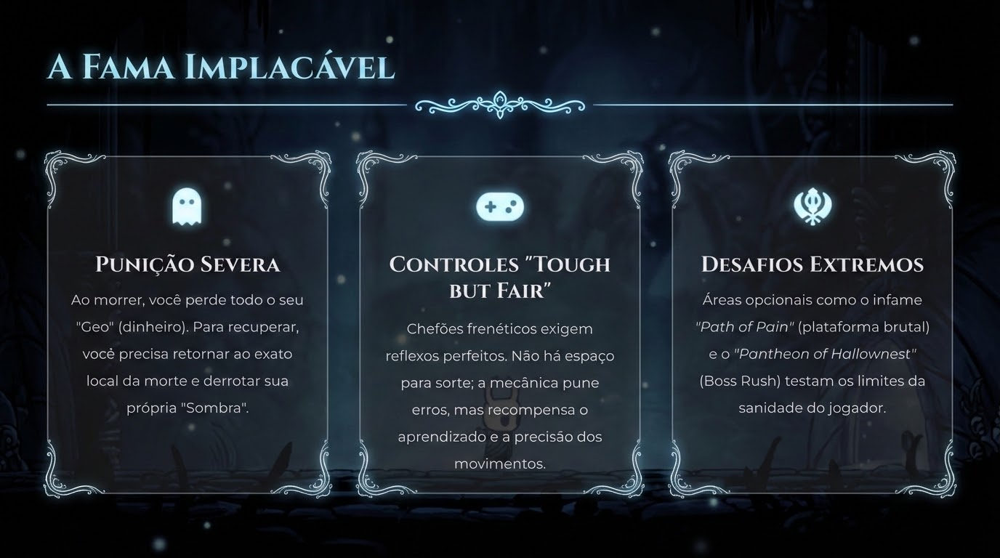 A Fama Implacável
Punição Severa
Ao morrer, você perde todo o seu
"Geo" (dinheiro). Para recuperar,
você precisa retornar ao exato
local da morte e derrotar sua
própria "Sombra".
Controles "Tough
but Fair"
Chefões frenéticos exigem
reflexos perfeitos. Não há espaço
para sorte; a mecânica pune
erros, mas recompensa o
aprendizado e a precisão dos
movimentos.
Desafios Extremos
Áreas opcionais como o infame
"Path of Pain" (plataforma brutal)
e o "Pantheon of Hallownest"
(Boss Rush) testam os limites da
sanidade do jogador.